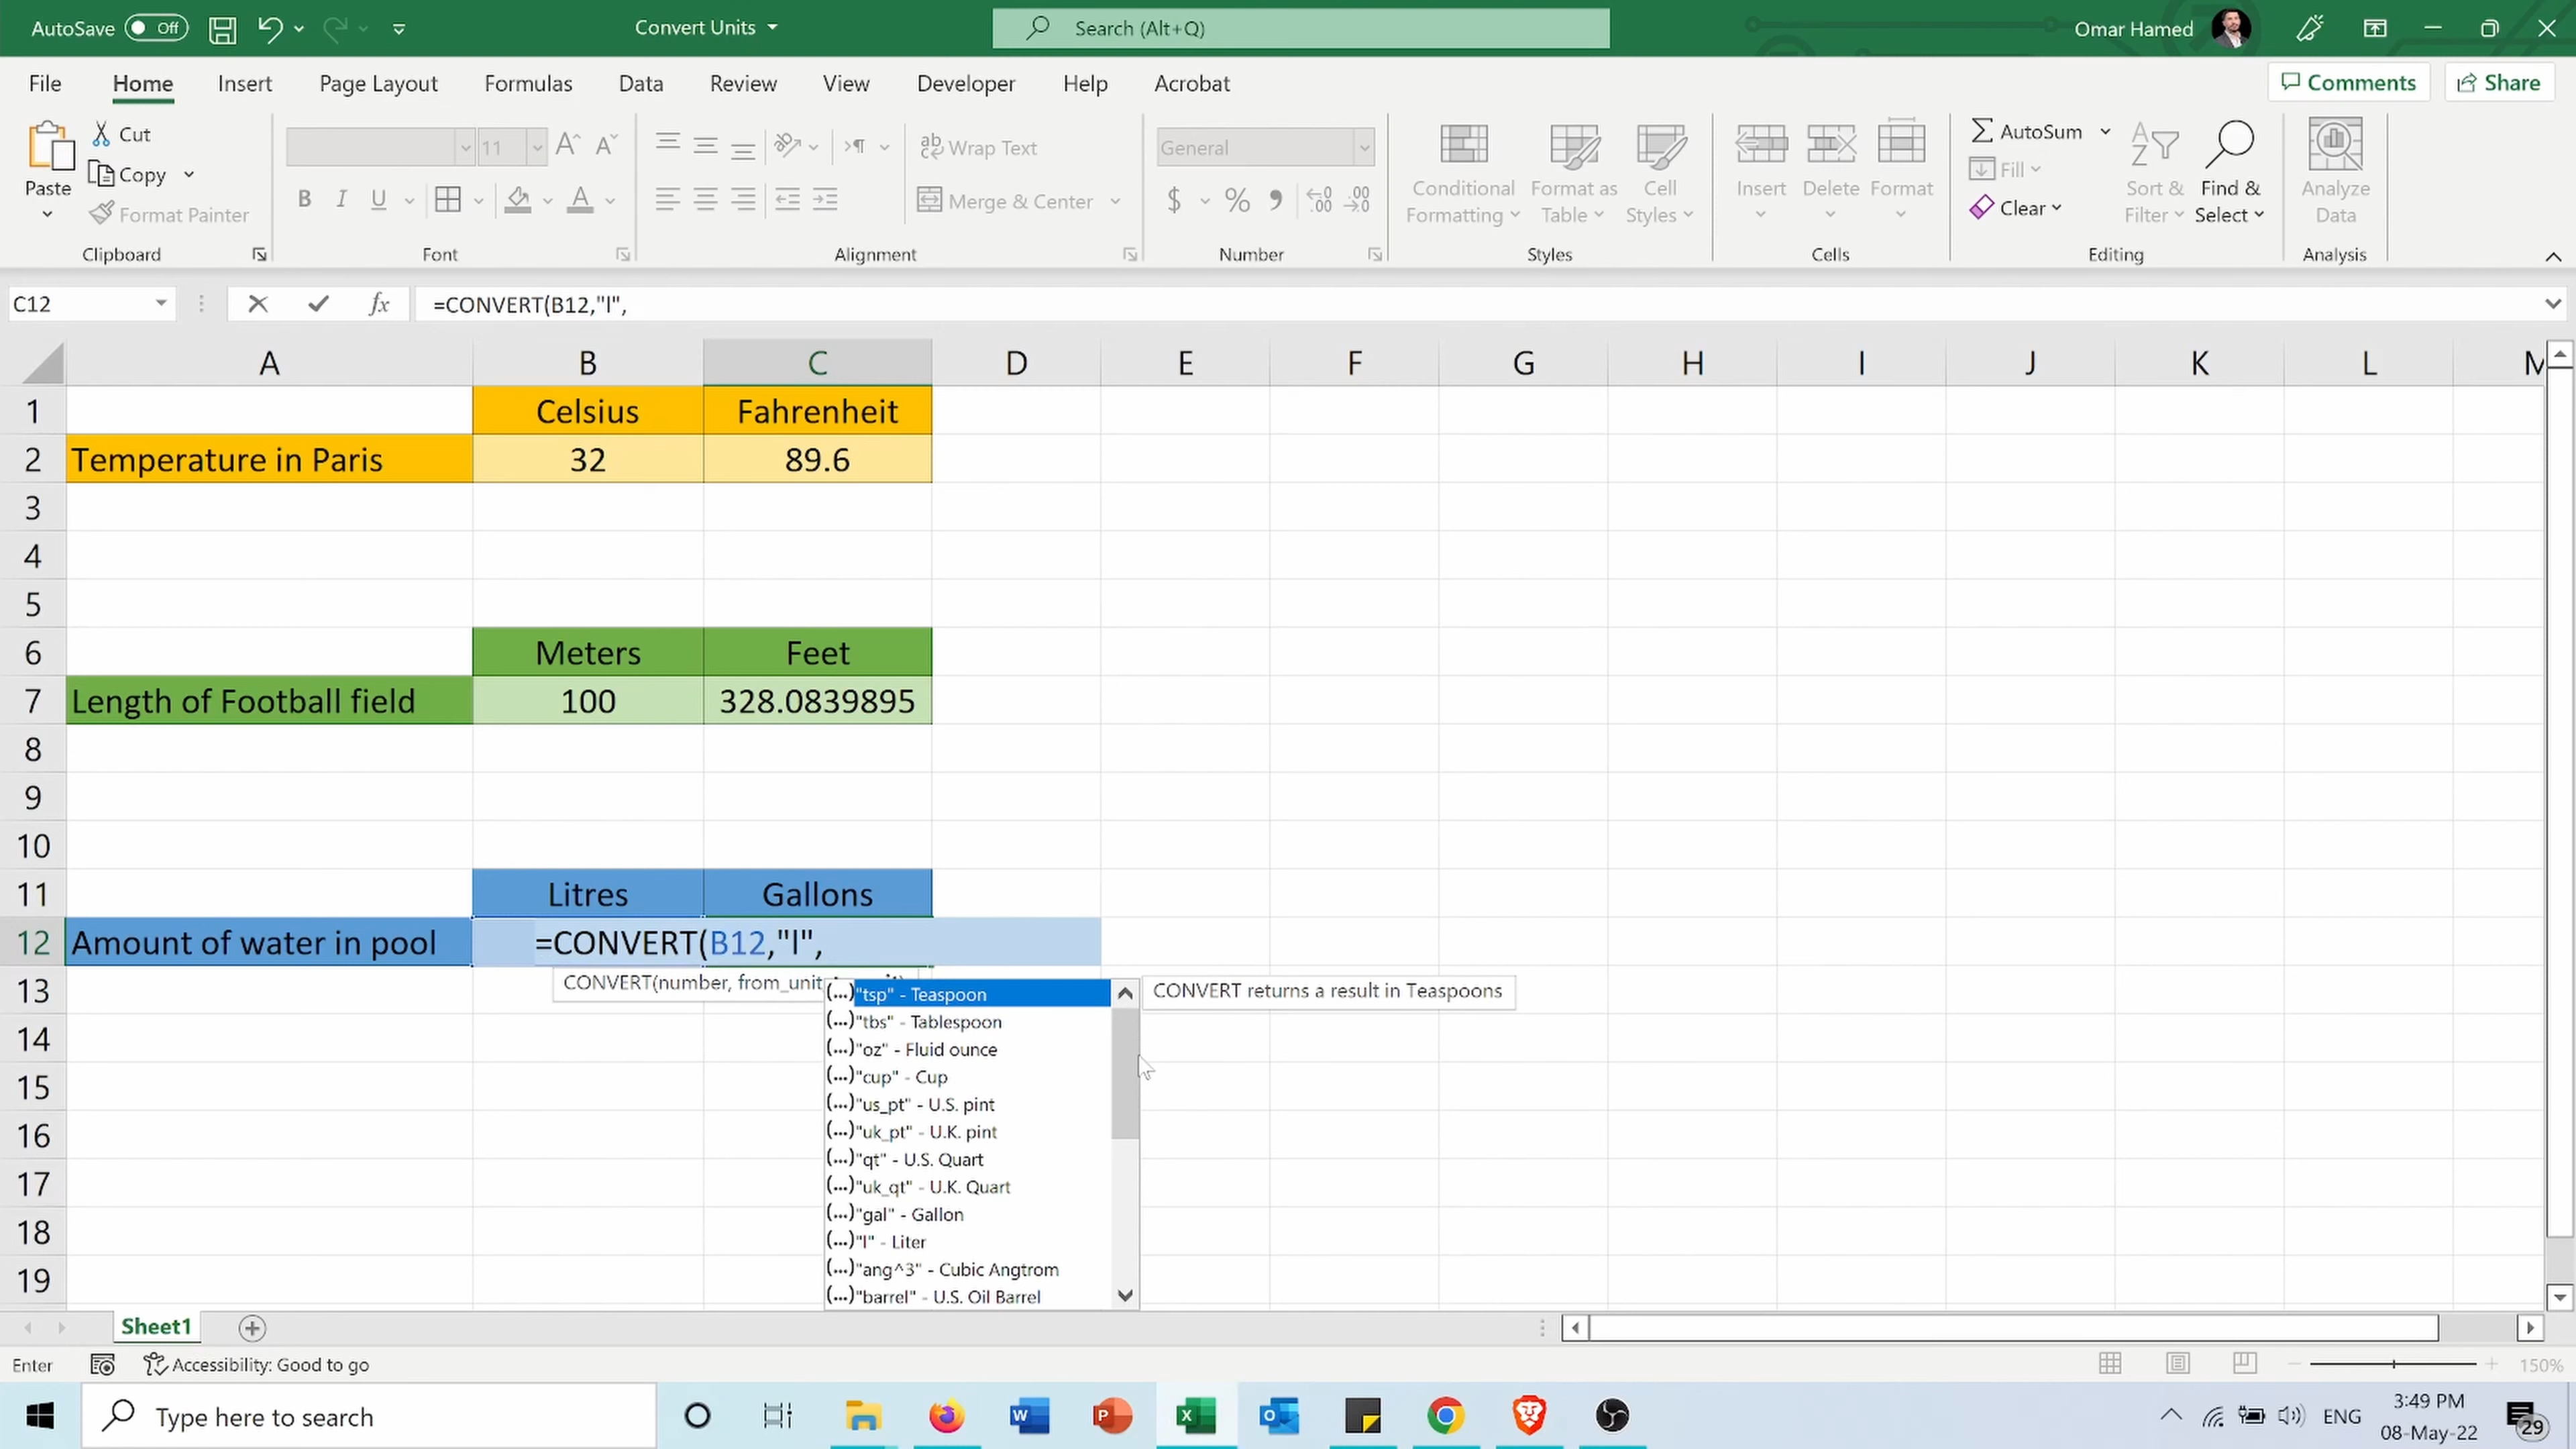 AutoSave Off Convert Units Search (Alt+Q) Omar Hamed
File Home Insert Page Layout Formulas Data Review View Developer Help Acrobat Comments Share
Paste Cut Copy Format Painter
Clipboard
11 B I U A
Font
Wrap Text Merge & Center
Alignment
General $ %
Number
Conditional Formatting Format as Table Cell Styles
Styles
Insert Delete Format
Cells
AutoSum Fill Clear Sort & Filter Find & Select
Editing
Analyze Data
Analysis
C12 fx =CONVERT(B12,"l",
A B C D E F G H I J K L
1 Celsius Fahrenheit
2 Temperature in Paris 32 89.6
3
4
5
6 Meters Feet
7 Length of Football field 100 328.0839895
8
9
10
11 Litres Gallons
12 Amount of water in pool =CONVERT(B12,"l",
13 CONVERT(number, from_unit
(...)"tsp" - Teaspoon CONVERT returns a result in Teaspoons
(...)"tbs" - Tablespoon
14 (...)"oz" - Fluid ounce
15 (...)"cup" - Cup
(...)"us_pt" - U.S. pint
16 (...)"uk_pt" - U.K. pint
(...)"qt" - U.S. Quart
17 (...)"uk_qt" - U.K. Quart
18 (...)"gal" - Gallon
(...)"l" - Liter
19 (...)"ang^3" - Cubic Angtrom
(...)"barrel" - U.S. Oil Barrel
Sheet1
Enter Accessibility: Good to go 150%
Type here to search ENG 3:49 PM
08-May-22 29